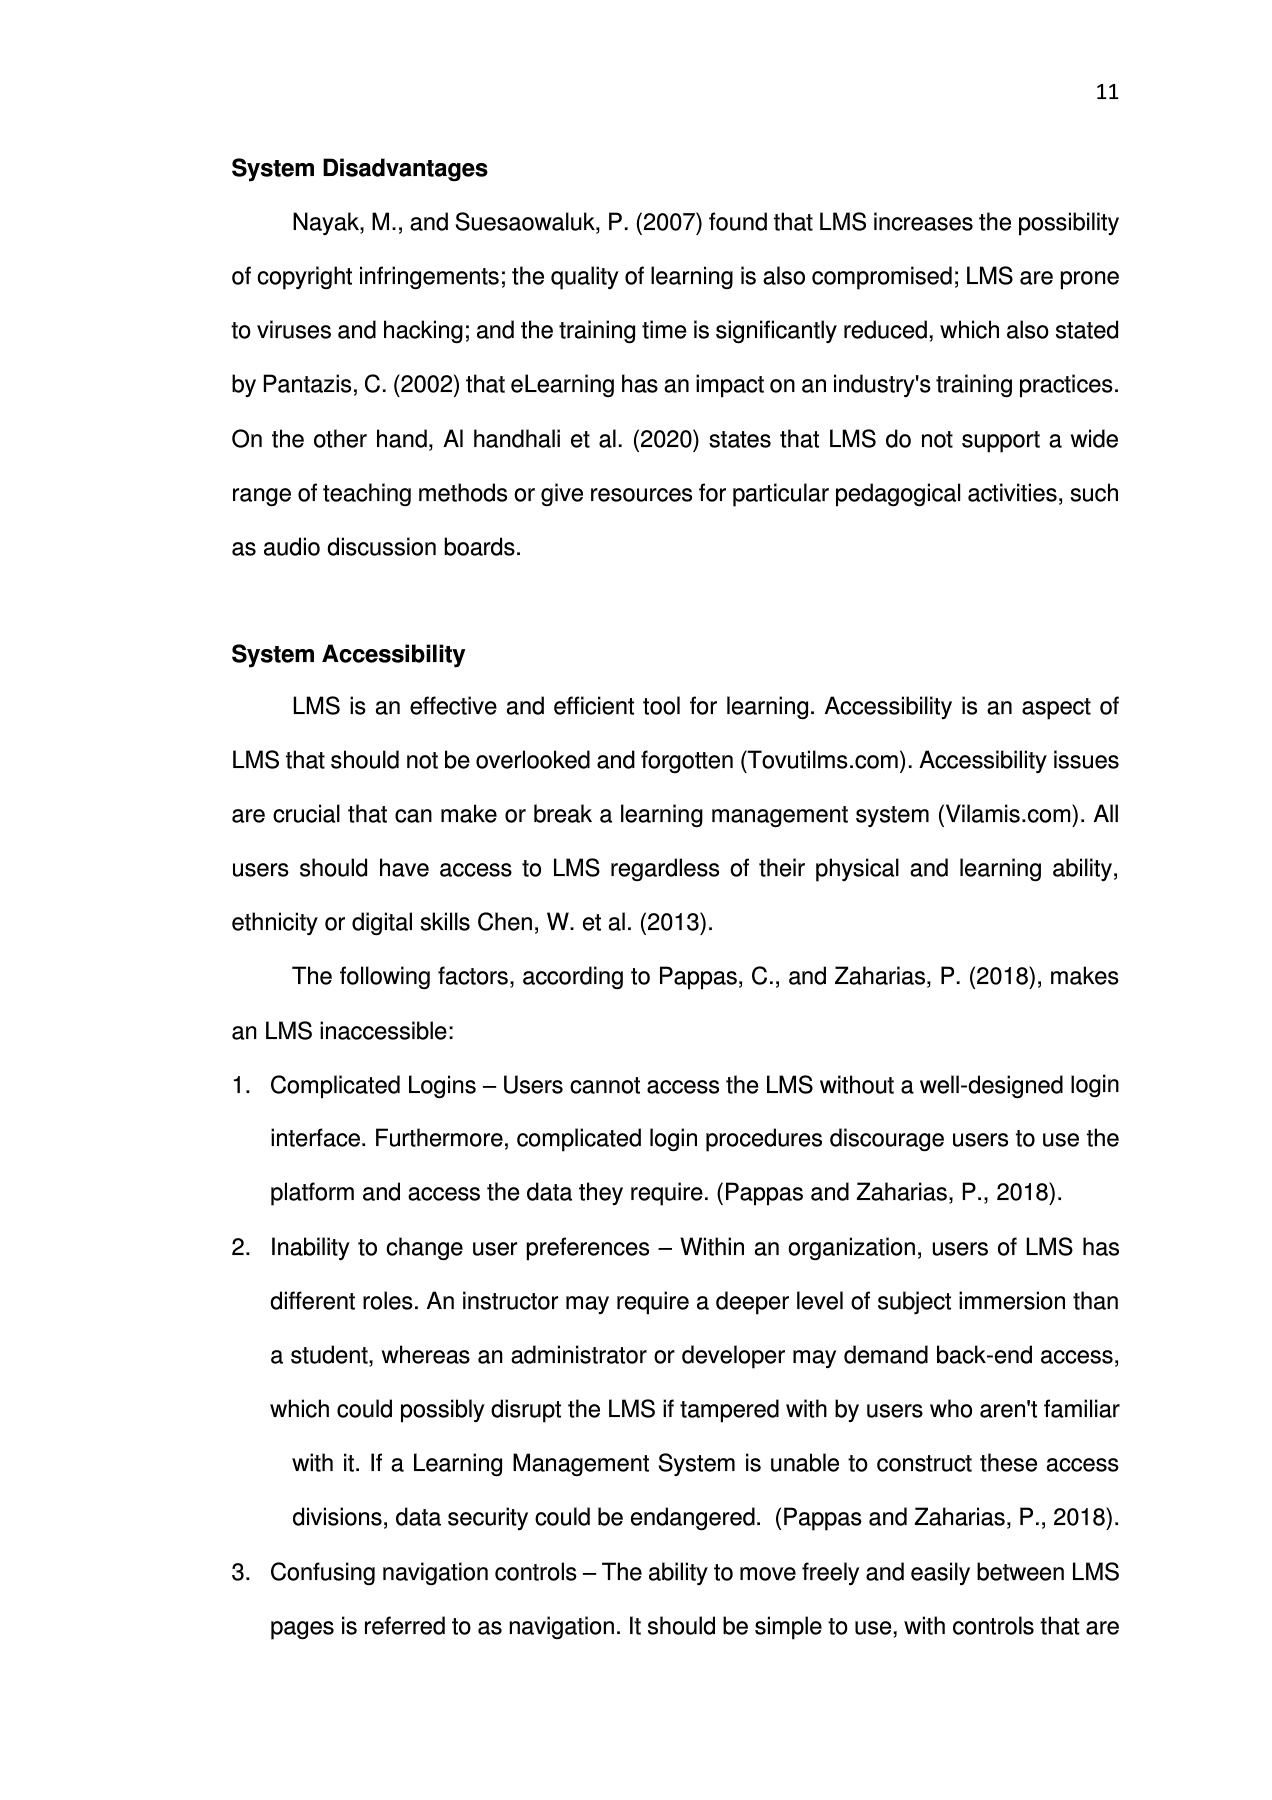 11
System Disadvantages
Nayak, M., and Suesaowaluk, P. (2007) found that LMS increases the possibility
of copyright infringements; the quality of learning is also compromised; LMS are prone
to viruses and hacking; and the training time is significantly reduced, which also stated
by Pantazis, C. (2002) that eLearning has an impact on an industry's training practices.
On the other hand, Al handhali et al. (2020) states that LMS do not support a wide
range of teaching methods or give resources for particular pedagogical activities, such
as audio discussion boards.
System Accessibility
LMS is an effective and efficient tool for learning. Accessibility is an aspect of
LMS that should not be overlooked and forgotten (Tovutilms.com). Accessibility issues
are crucial that can make or break a learning management system (Vilamis.com). All
users should have access to LMS regardless of their physical and learning ability,
ethnicity or digital skills Chen, W. et al. (2013).
The following factors, according to Pappas, C., and Zaharias, P. (2018), makes
an LMS inaccessible:
1. Complicated Logins – Users cannot access the LMS without a well-designed login
interface. Furthermore, complicated login procedures discourage users to use the
platform and access the data they require. (Pappas and Zaharias, P., 2018).
2. Inability to change user preferences – Within an organization, users of LMS has
different roles. An instructor may require a deeper level of subject immersion than
a student, whereas an administrator or developer may demand back-end access,
which could possibly disrupt the LMS if tampered with by users who aren't familiar
with it. If a Learning Management System is unable to construct these access
divisions, data security could be endangered. (Pappas and Zaharias, P., 2018).
3. Confusing navigation controls – The ability to move freely and easily between LMS
pages is referred to as navigation. It should be simple to use, with controls that are